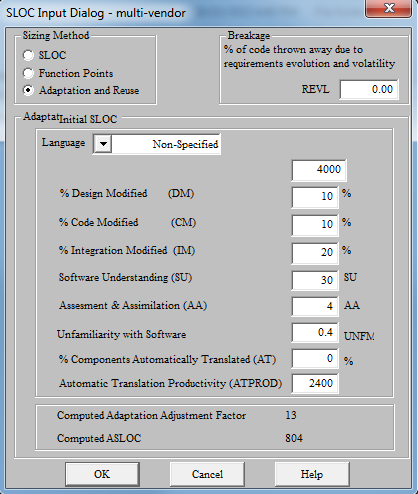 SLOC Input Dialog - multi-vendor
Sizing Method
SLOC
Function Points
Adaptation and Reuse
Breakage
% of code thrown away due to
requirements evolution and volatility
REVL 0.00
Adaptat Initial SLOC
Language Non-Specified
4000
% Design Modified (DM) 10 %
% Code Modified (CM) 10 %
% Integration Modified (IM) 20 %
Software Understanding (SU) 30 SU
Assesment & Assimilation (AA) 4 AA
Unfamiliarity with Software 0.4 UNFM
% Components Automatically Translated (AT) 0 %
Automatic Translation Productivity (ATPROD) 2400
Computed Adaptation Adjustment Factor 13
Computed ASLOC 804
OK Cancel Help